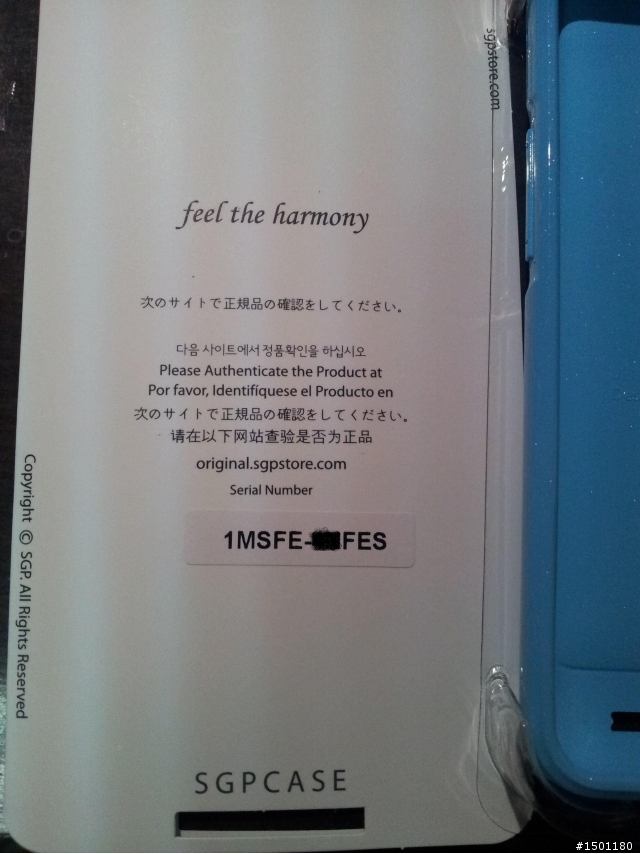 sgpstore.com
feel the harmony
次のサイトで正規品の確認をしてください。
다음 사이트에서 정품확인을 하십시오
Please Authenticate the Product at
Por favor, Identifíquese el Producto en
次のサイトで正規品の確認をしてください。
请在以下网站查验是否为正品
original.sgpstore.com
Serial Number
1MSFE-FES
Copyright © SGP. All Rights Reserved
SGPCASE
#1501180